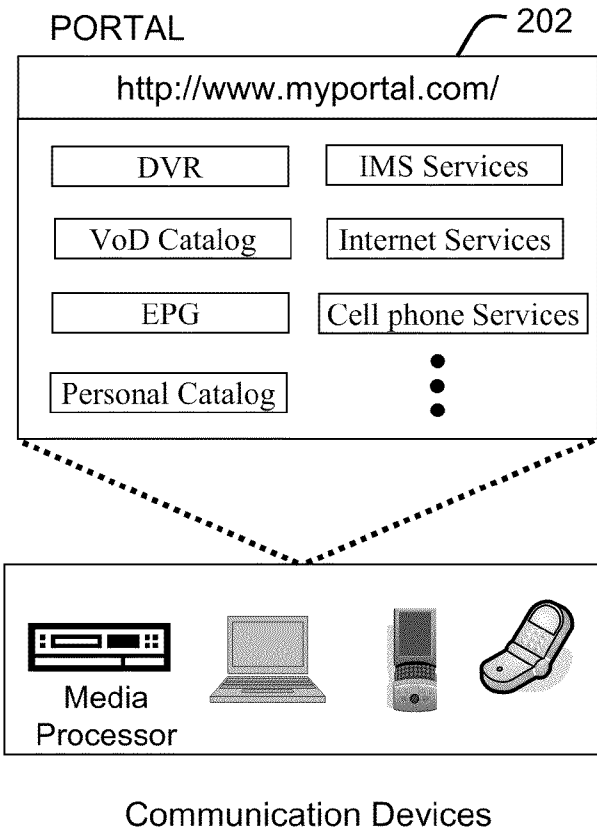 PORTAL
202
http://www.myportal.com/
DVR
IMS Services
VoD Catalog
Internet Services
EPG
Cell phone Services
Personal Catalog
Media
Processor
Communication Devices